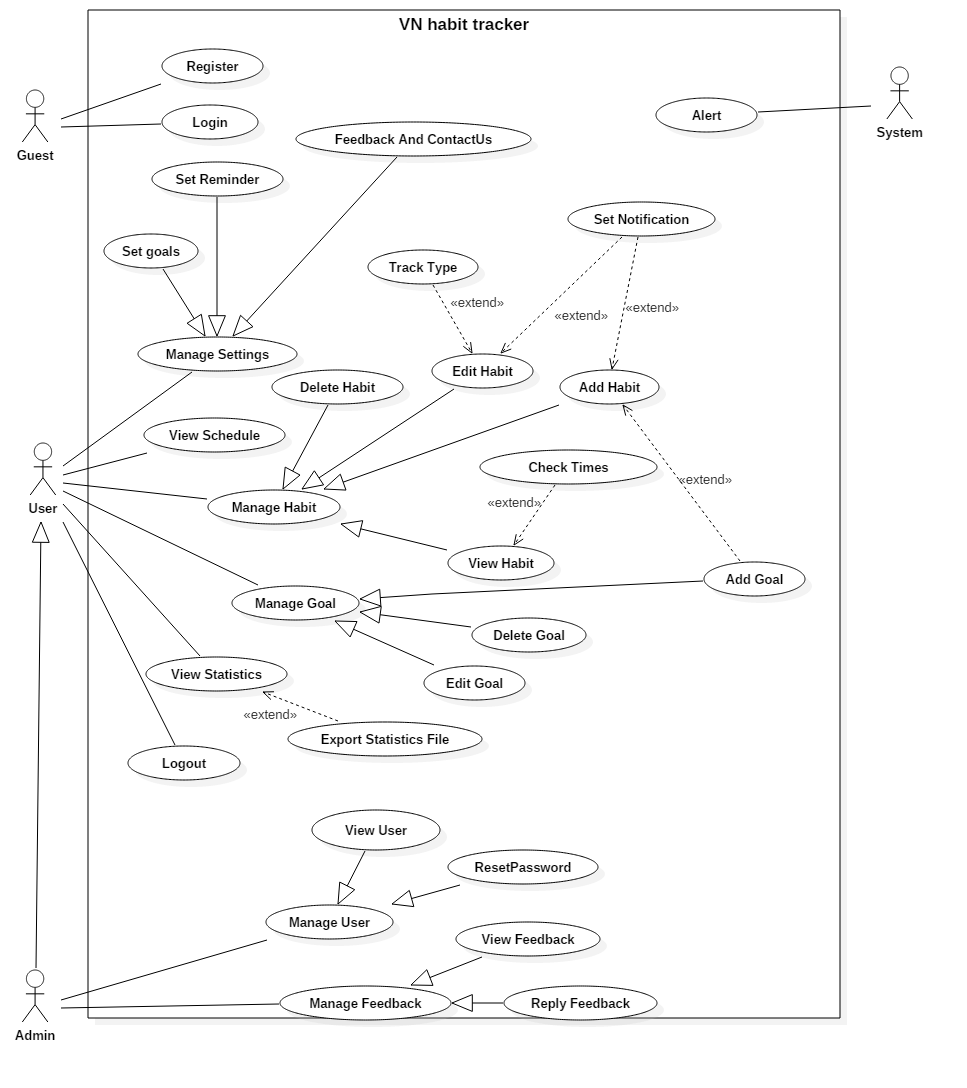 VN habit tracker
Register
Guest
Login
Alert
System
Feedback And ContactUs
Set Reminder
Set Notification
Set goals
Track Type
«extend»
«extend»
«extend»
Manage Settings
Edit Habit
Delete Habit
Add Habit
View Schedule
User
Check Times
«extend»
«extend»
Manage Habit
View Habit
Add Goal
Manage Goal
Delete Goal
View Statistics
Edit Goal
«extend»
Export Statistics File
Logout
View User
ResetPassword
Manage User
View Feedback
Manage Feedback
Reply Feedback
Admin